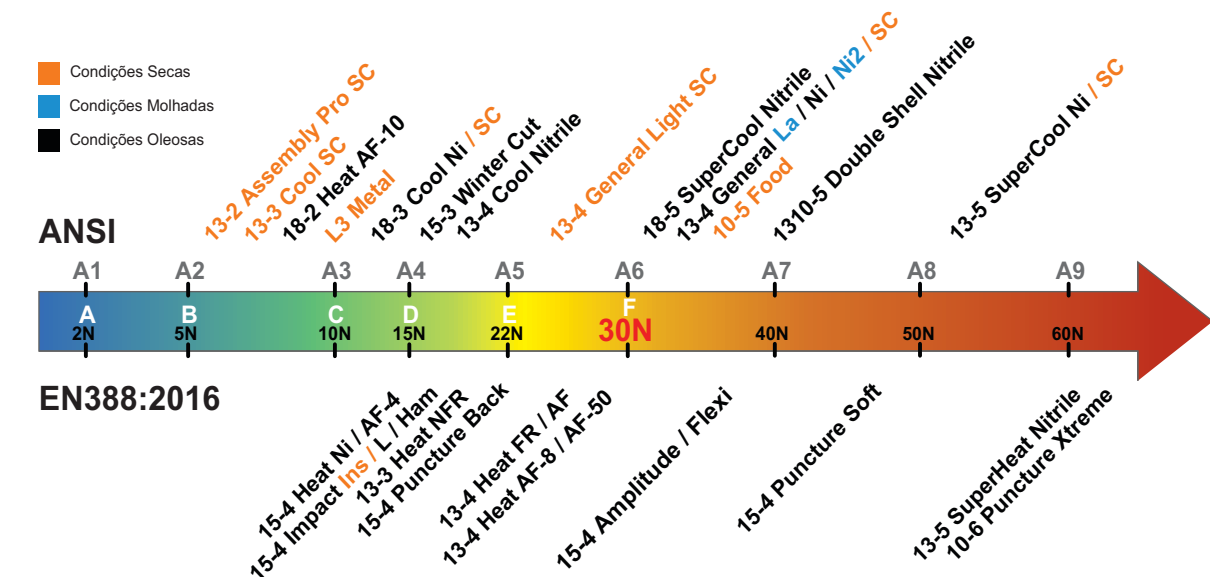 Condições Secas
Condições Molhadas
Condições Oleosas
13-2 Assembly Pro SC
13-3 Cool SC
18-2 Heat AF-10
L3 Metal
18-3 Cool Ni / SC
15-3 Winter Cut
13-4 Cool Nitrile
13-4 General Light SC
18-5 SuperCool Nitrile
13-4 General La / Ni / Ni2 / SC
10-5 Food
1310-5 Double Shell Nitrile
13-5 SuperCool Ni / SC
ANSI
A1 A2 A3 A4 A5 A6 A7 A8 A9
A B C D E F
2N 5N 10N 15N 22N 30N 40N 50N 60N
EN388:2016
15-4 Heat Ni / AF-4
15-4 Impact Ins / L / Ham
13-3 Heat NFR
15-4 Puncture Back
13-4 Heat FR / AF
13-4 Heat AF-8 / AF-50
15-4 Amplitude / Flexi
15-4 Puncture Soft
13-5 SuperHeat Nitrile
10-6 Puncture Xtreme